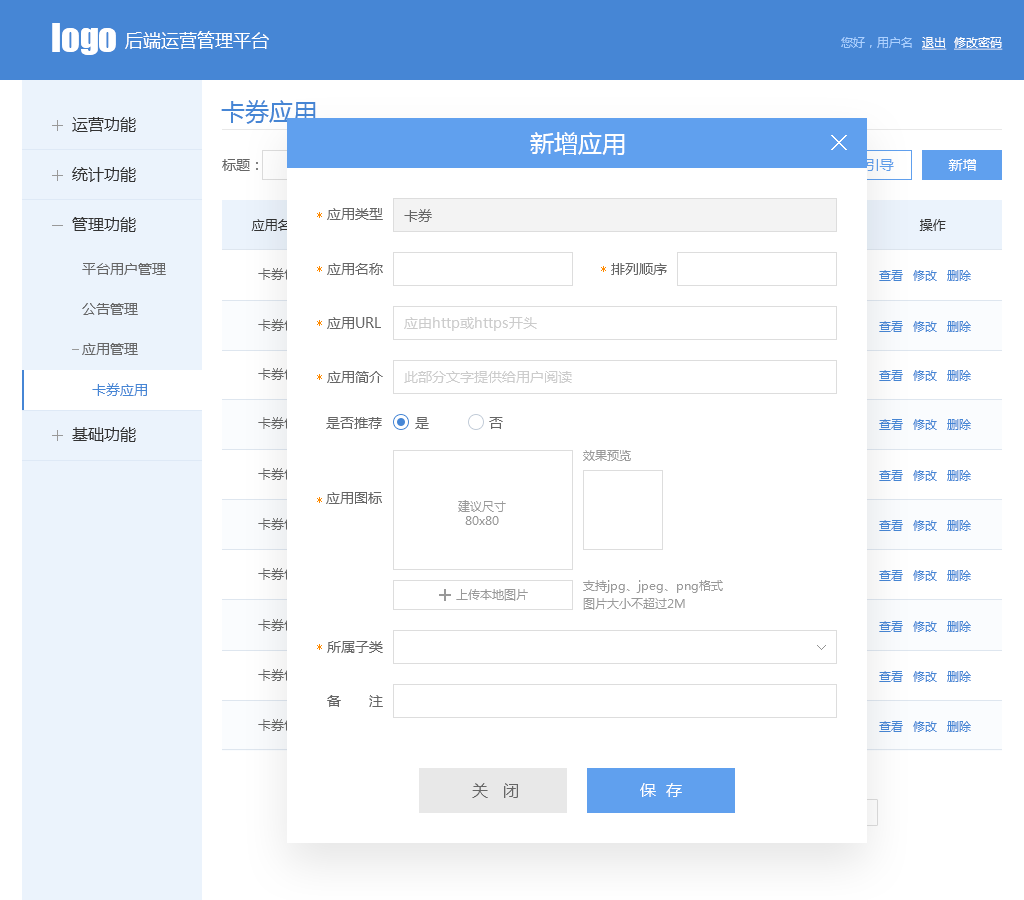 logo 后端运营管理平台
您好，用户名 退出 修改密码
运营功能
统计功能
管理功能
平台用户管理
公告管理
应用管理
卡券应用
基础功能
卡券应用
标题：
引导
新增
应用名
操作
卡券
查看 修改 删除
卡券
查看 修改 删除
卡券
查看 修改 删除
卡券
查看 修改 删除
卡券
查看 修改 删除
卡券
查看 修改 删除
卡券
查看 修改 删除
卡券
查看 修改 删除
卡券
查看 修改 删除
卡券
查看 修改 删除
新增应用
* 应用类型 卡券
* 应用名称
* 排列顺序
* 应用URL 应由http或https开头
* 应用简介 此部分文字提供给用户阅读
是否推荐 是 否
* 应用图标
建议尺寸
80x80
效果预览
上传本地图片
支持jpg、jpeg、png格式
图片大小不超过2M
* 所属子类
备 注
关 闭
保 存